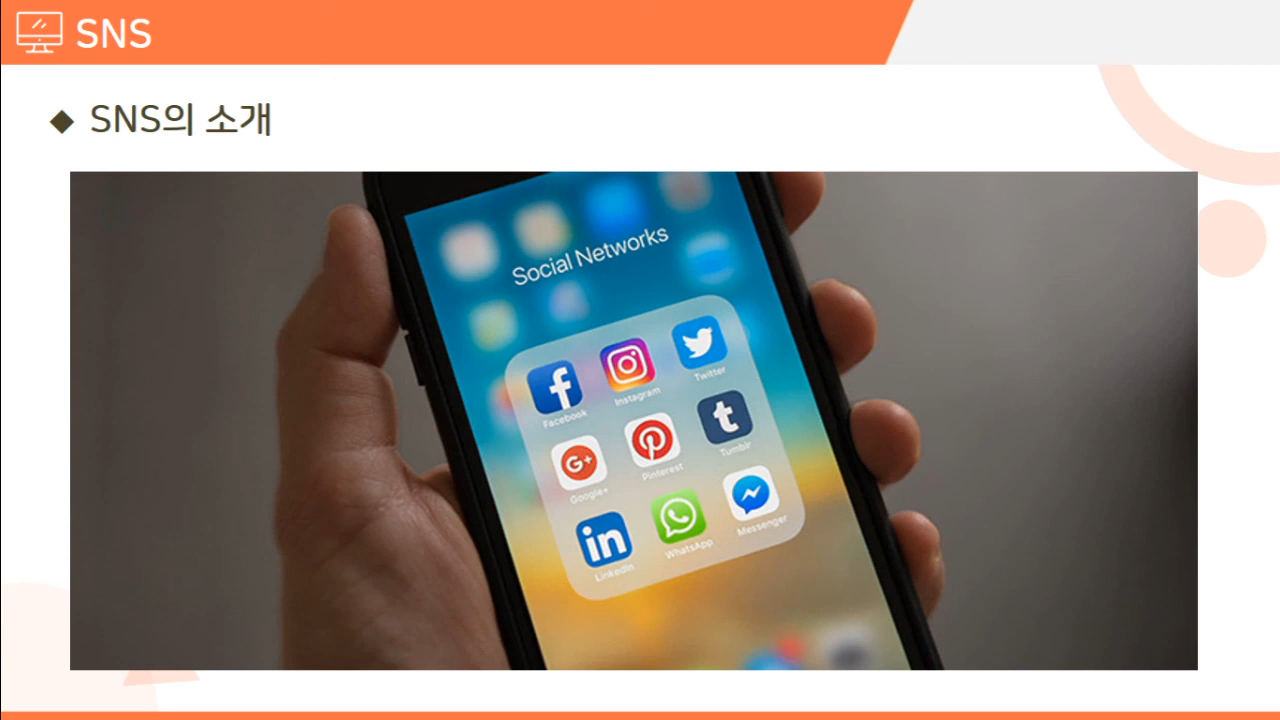 SNS
◆ SNS의 소개
Social Networks
Facebook
Instagram
Twitter
Google+
Pinterest
Tumblr
LinkedIn
WhatsApp
Messenger